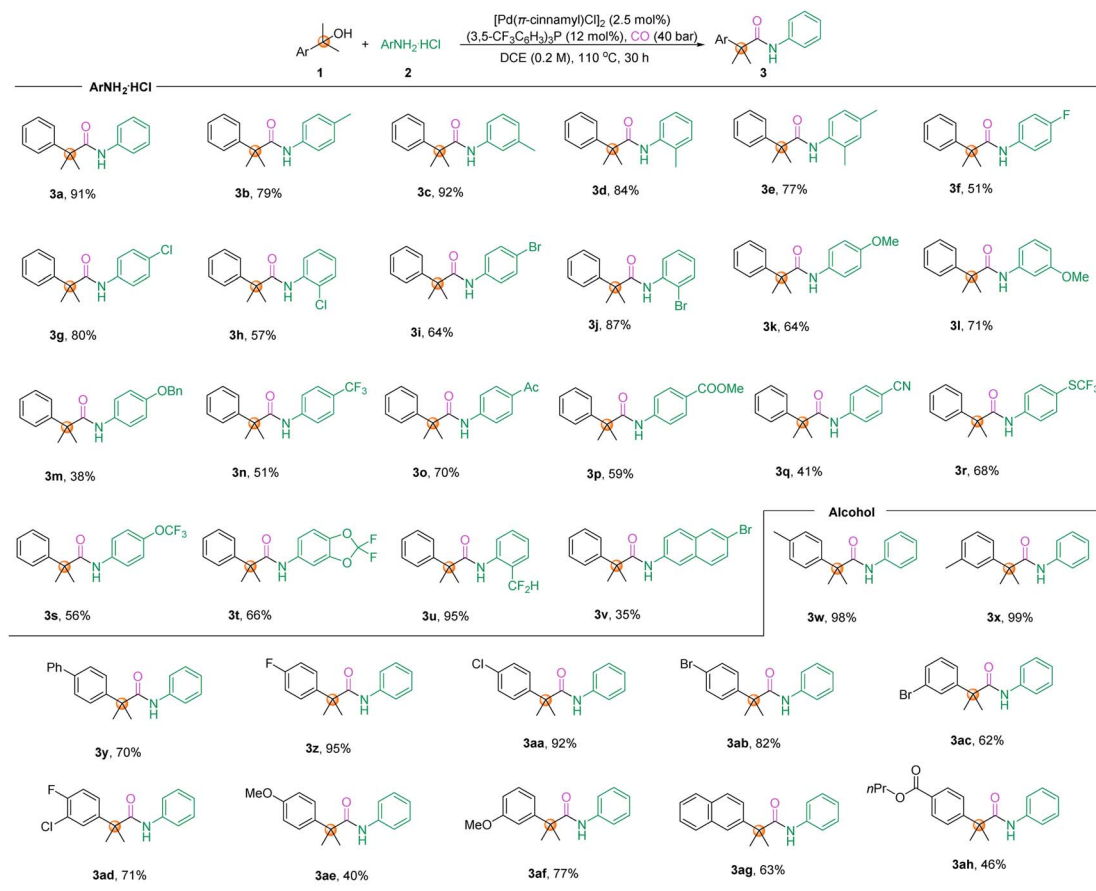 OH
Ar
1
+
ArNH2·HCl
2
[Pd(π-cinnamyl)Cl]2 (2.5 mol%)
(3,5-CF3C6H3)3P (12 mol%), CO (40 bar)
DCE (0.2 M), 110 °C, 30 h
Ar
O
N
H
3
ArNH2·HCl
O
N
H
O
N
H
O
N
H
O
N
H
O
N
H
O
N
H
F
3a, 91%
3b, 79%
3c, 92%
3d, 84%
3e, 77%
3f, 51%
O
N
H
Cl
O
N
H
Cl
O
N
H
Br
O
N
H
Br
O
N
H
OMe
O
N
H
OMe
3g, 80%
3h, 57%
3i, 64%
3j, 87%
3k, 64%
3l, 71%
O
N
H
OBn
O
N
H
CF3
O
N
H
Ac
O
N
H
COOMe
O
N
H
CN
O
N
H
SCF3
3m, 38%
3n, 51%
3o, 70%
3p, 59%
3q, 41%
3r, 68%
O
N
H
OCF3
O
N
H
O
O
F
F
O
N
H
CF2H
O
N
H
Br
Alcohol
O
N
H
O
N
H
3s, 56%
3t, 66%
3u, 95%
3v, 35%
3w, 98%
3x, 99%
Ph
O
N
H
F
O
N
H
Cl
O
N
H
Br
O
N
H
Br
O
N
H
3y, 70%
3z, 95%
3aa, 92%
3ab, 82%
3ac, 62%
F
Cl
O
N
H
MeO
O
N
H
MeO
O
N
H
O
N
H
nPr
O
O
O
N
H
3ad, 71%
3ae, 40%
3af, 77%
3ag, 63%
3ah, 46%